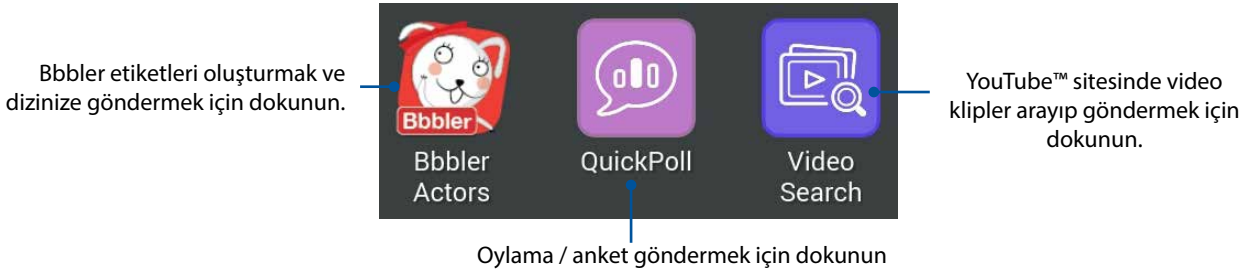 Bbbler etiketleri oluşturmak ve
dizinize göndermek için dokunun.
Bbbler
Bbbler
Actors
QuickPoll
Video
Search
YouTube™ sitesinde video
klipler arayıp göndermek için
dokunun.
Oylama / anket göndermek için dokunun